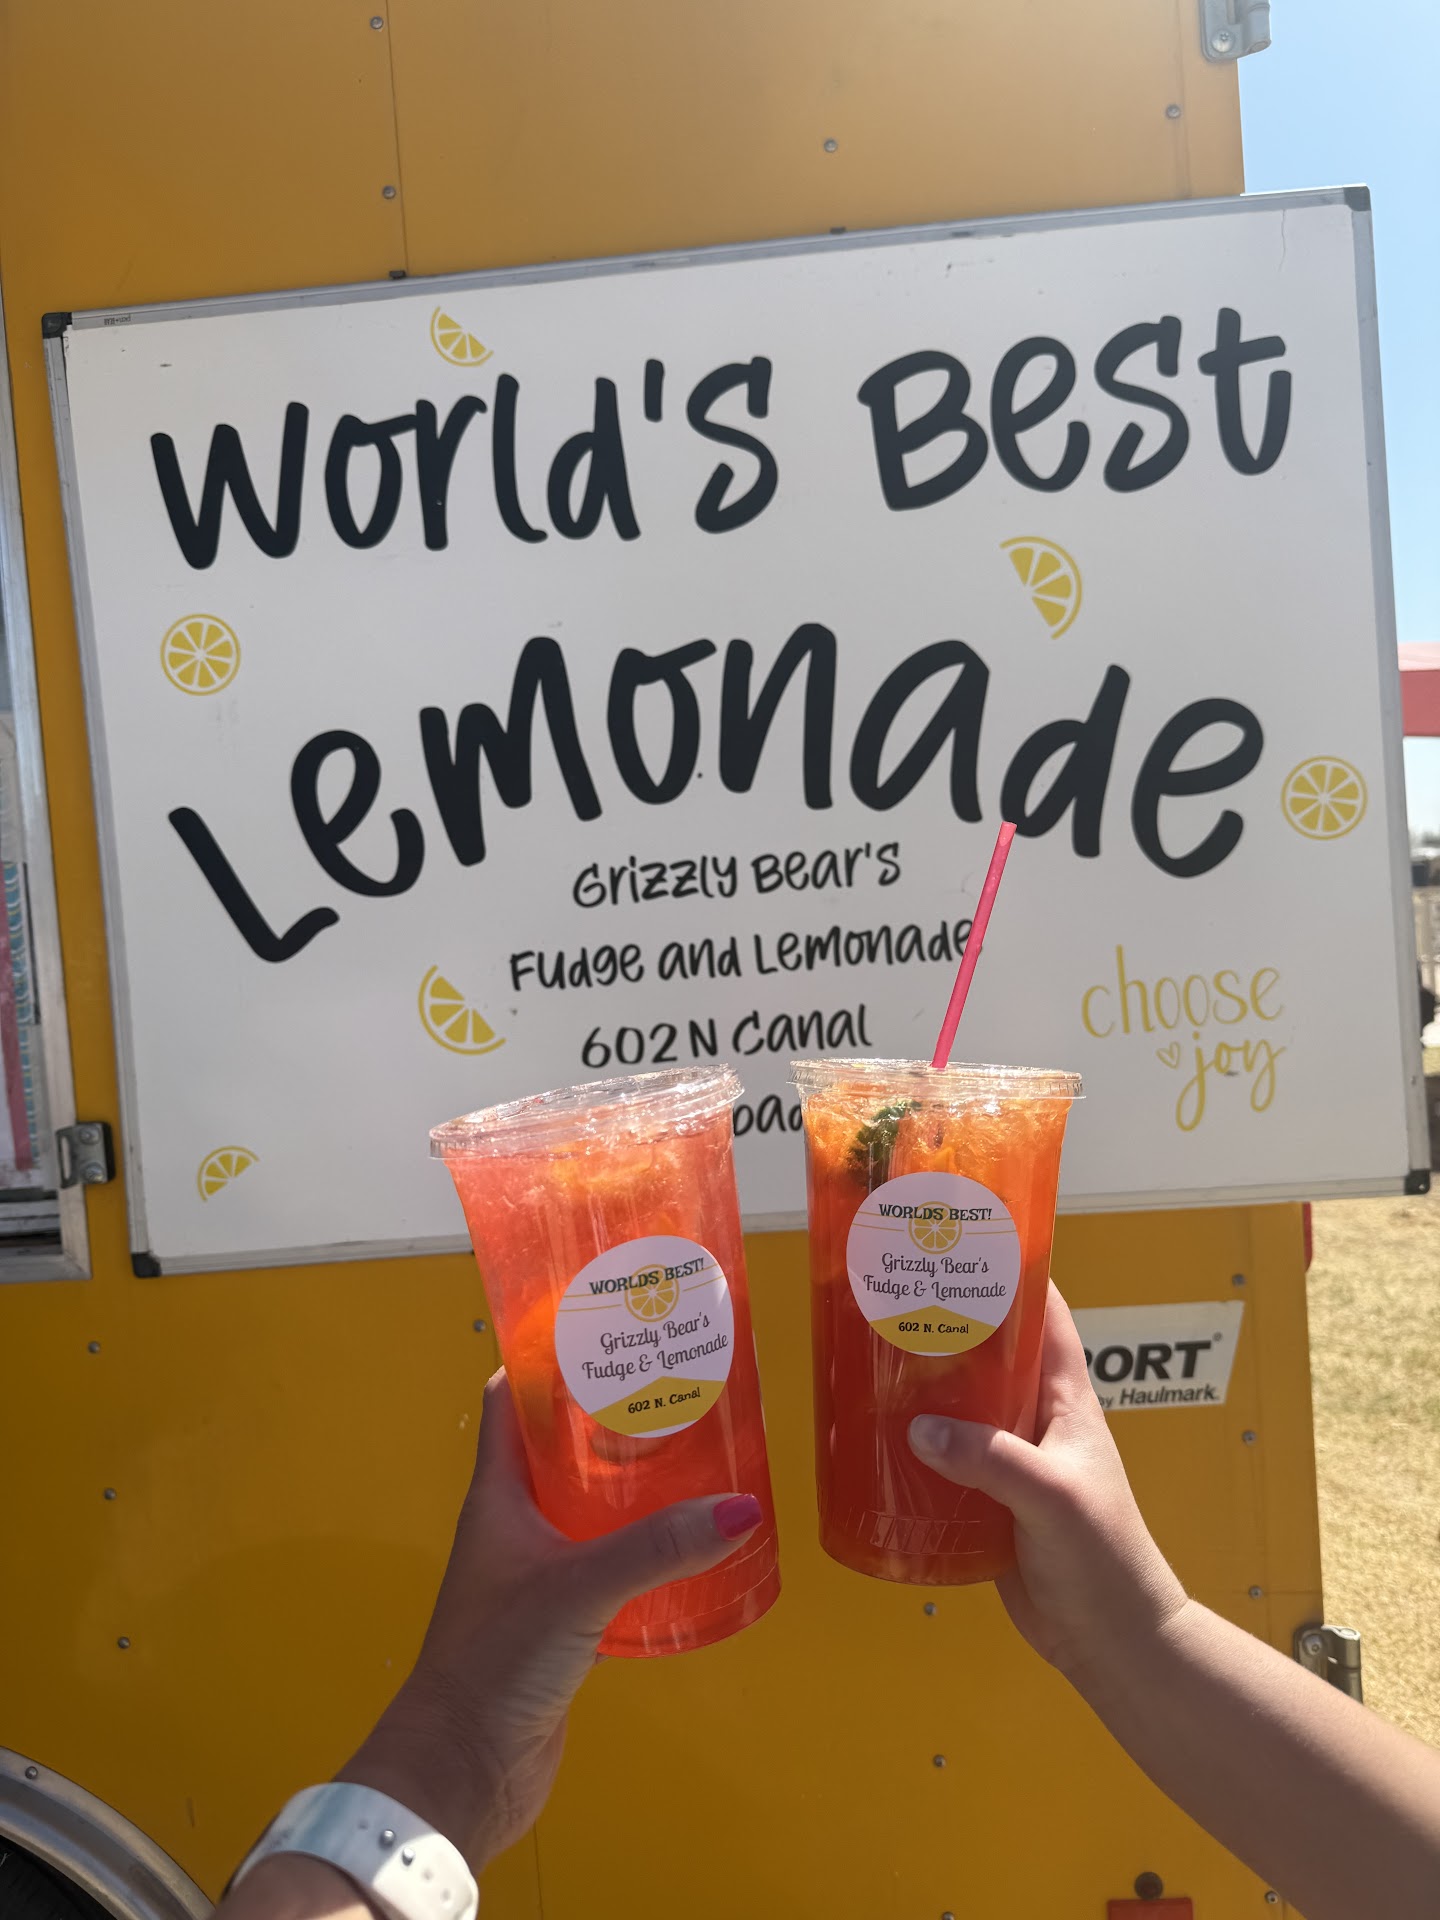 World's Best
Lemonade
Grizzly Bear's
Fudge and Lemonade
602 N Canal
choose
joy
WORLDS BEST!
Grizzly Bear's
Fudge & Lemonade
602 N. Canal
WORLDS BEST!
Grizzly Bear's
Fudge & Lemonade
602 N. Canal
PORT®
by Haulmark.